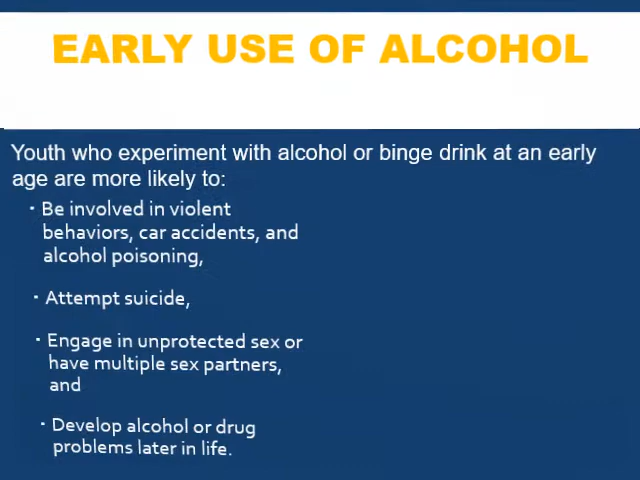 EARLY USE OF ALCOHOL
Youth who experiment with alcohol or binge drink at an early
age are more likely to:
• Be involved in violent
behaviors, car accidents, and
alcohol poisoning,
• Attempt suicide,
• Engage in unprotected sex or
have multiple sex partners,
and
• Develop alcohol or drug
problems later in life.